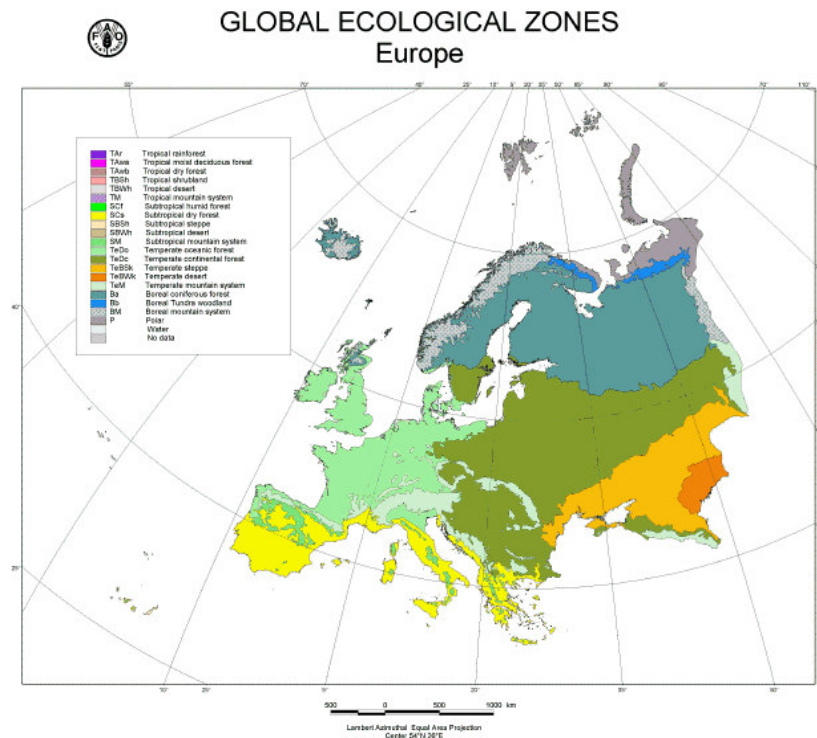 GLOBAL ECOLOGICAL ZONES
Europe
TAr Tropical rainforest
TAwa Tropical moist deciduous forest
TAwb Tropical dry forest
TBSh Tropical shrubland
TBWh Tropical desert
TM Tropical mountain system
SCf Subtropical humid forest
SCs Subtropical dry forest
SBSh Subtropical steppe
SBWh Subtropical desert
SM Subtropical mountain system
TeDo Temperate oceanic forest
TeDc Temperate continental forest
TeBSk Temperate steppe
TeBWk Temperate desert
TeM Temperate mountain system
Ba Boreal coniferous forest
Bb Boreal Tundra woodland
BM Boreal mountain system
P Polar
Water
No data
500 0 500 1000 km
Lambert Azimuthal Equal Area Projection